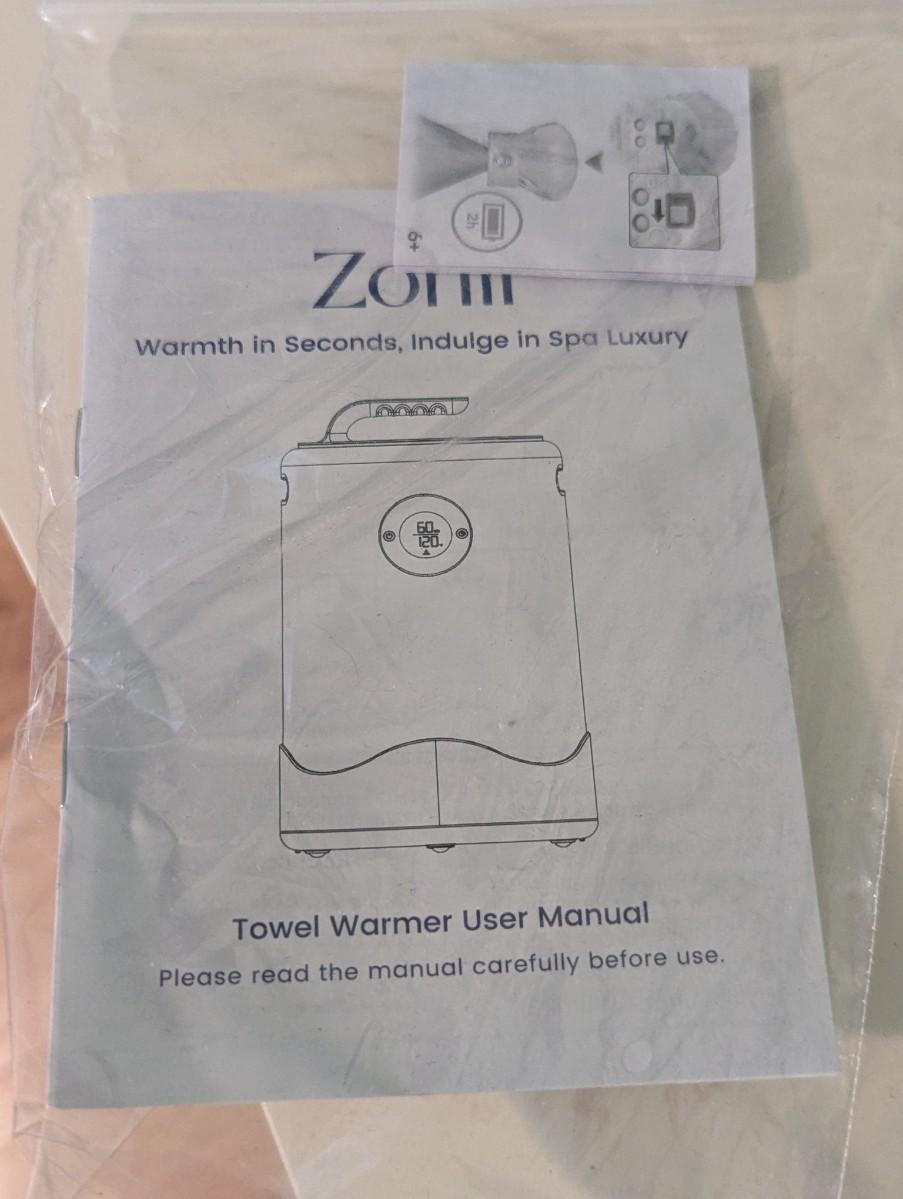 2h
6+
Warmth in Seconds, Indulge in Spa Luxury
60
120
Towel Warmer User Manual
Please read the manual carefully before use.